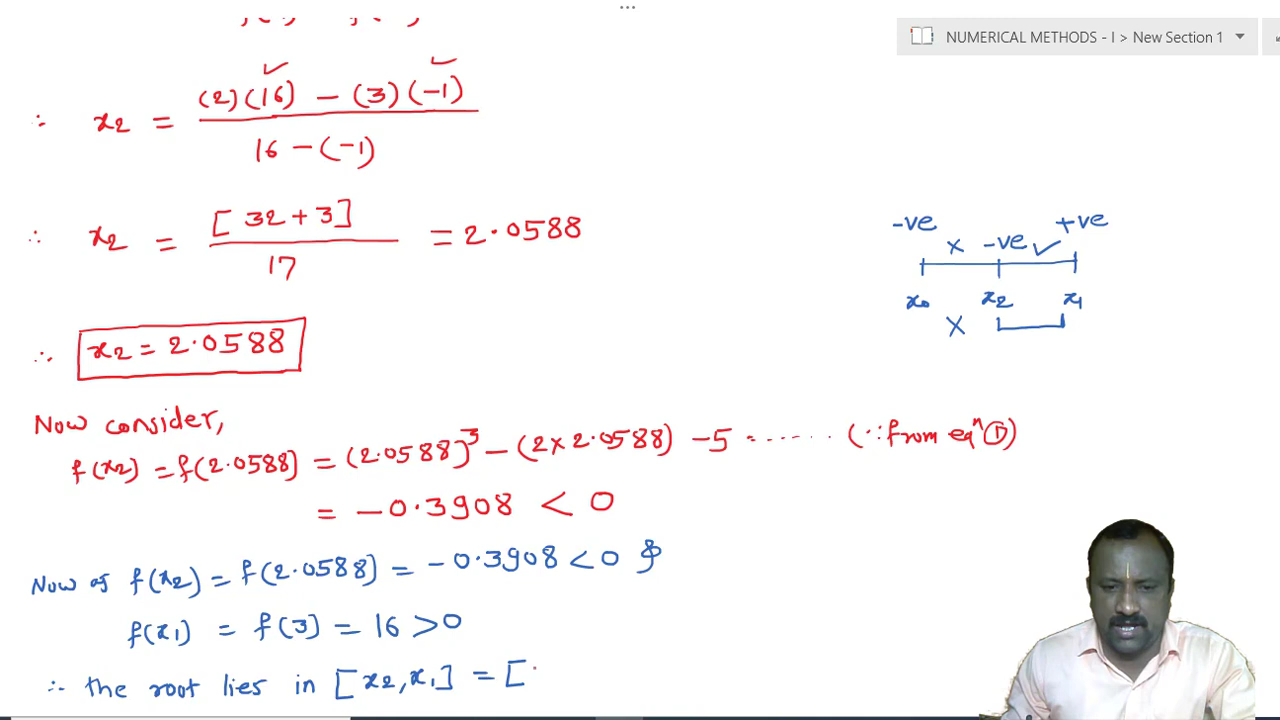 ...
NUMERICAL METHODS - I > New Section 1
∴ x2 = (2)(16) - (3)(-1) / 16 - (-1)
∴ x2 = [32+3] / 17 = 2.0588
-ve x -ve ✓ +ve
x0 x2 x1
x
∴ x2 = 2.0588
Now consider,
f(x2) = f(2.0588) = (2.0588)^3 - (2 x 2.0588) - 5 ...... (∵ from eqn ①)
= -0.3908 < 0
Now as f(x2) = f(2.0588) = -0.3908 < 0 &
f(x1) = f(3) = 16 > 0
∴ the root lies in [x2, x1] = [